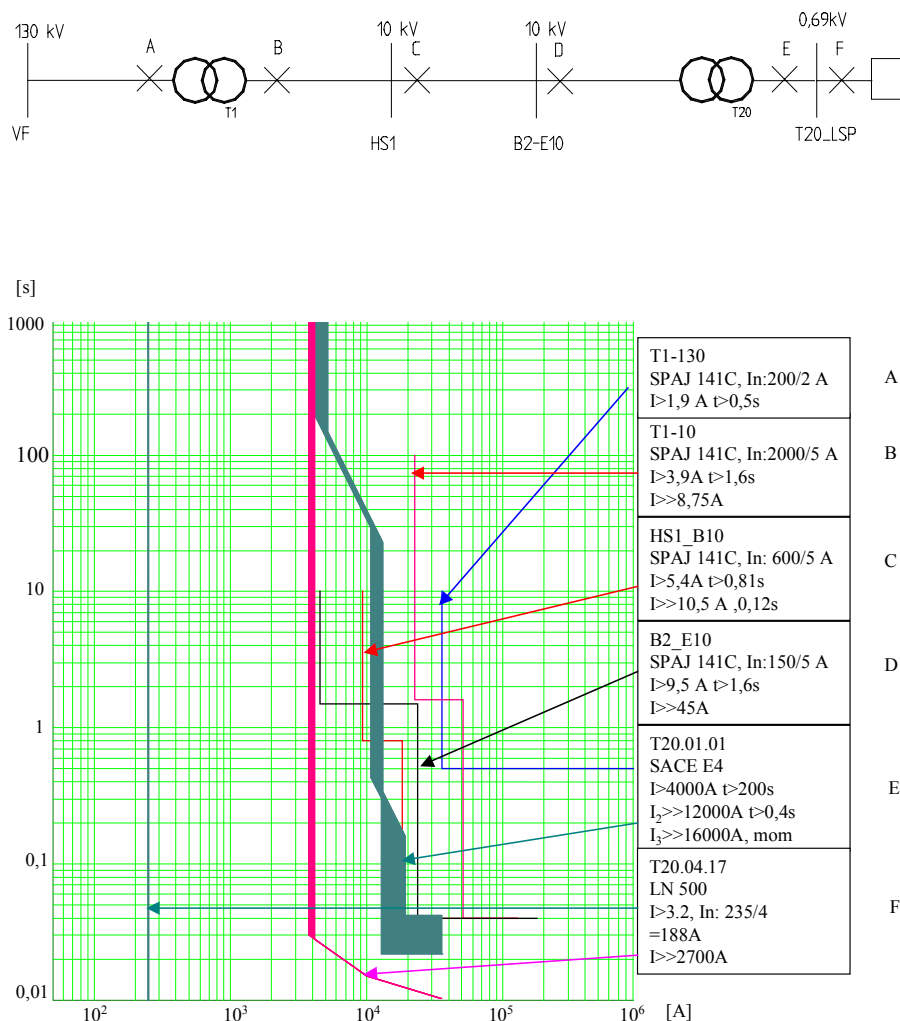 130 kV
10 kV
10 kV
0,69kV
A
B
C
D
E
F
T1
T20
VF
HS1
B2-E10
T20_LSP
[s]
1000
100
10
1
0,1
0,01
10²
10³
10⁴
10⁵
10⁶
[A]
T1-130
SPAJ 141C, In:200/2 A
I>1,9 A t>0,5s
A
T1-10
SPAJ 141C, In:2000/5 A
I>3,9A t>1,6s
I>>8,75A
B
HS1_B10
SPAJ 141C, In: 600/5 A
I>5,4A t>0,81s
I>>10,5 A ,0,12s
C
B2_E10
SPAJ 141C, In:150/5 A
I>9,5 A t>1,6s
I>>45A
D
T20.01.01
SACE E4
I>4000A t>200s
I₂>>12000A t>0,4s
I₃>>16000A, mom
E
T20.04.17
LN 500
I>3.2, In: 235/4
=188A
I>>2700A
F